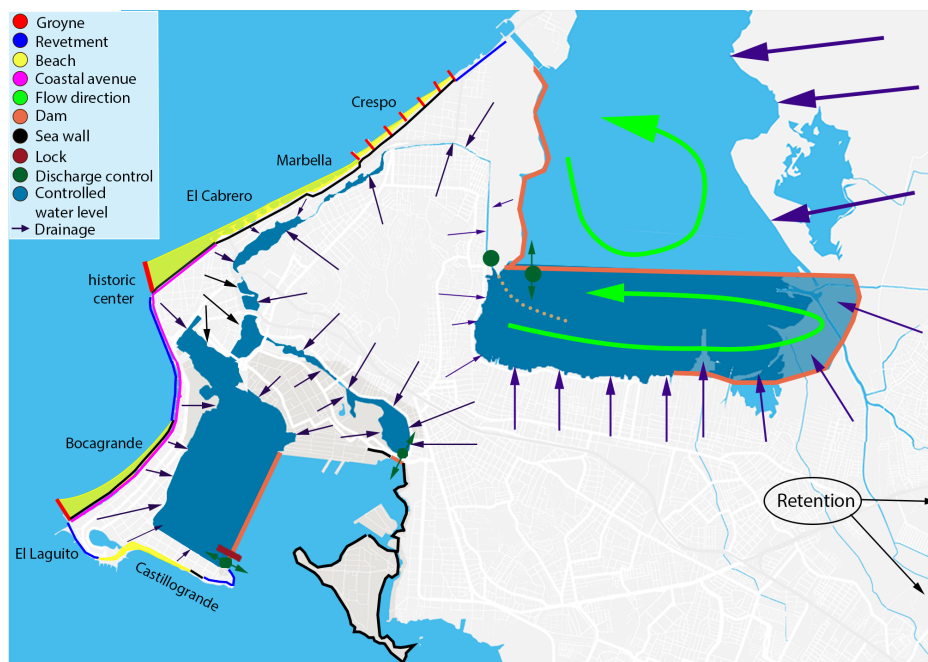 Groyne
Revetment
Beach
Coastal avenue
Flow direction
Dam
Sea wall
Lock
Discharge control
Controlled
water level
Drainage
Crespo
Marbella
El Cabrero
historic
center
Bocagrande
El Laguito
Castillogrande
Retention